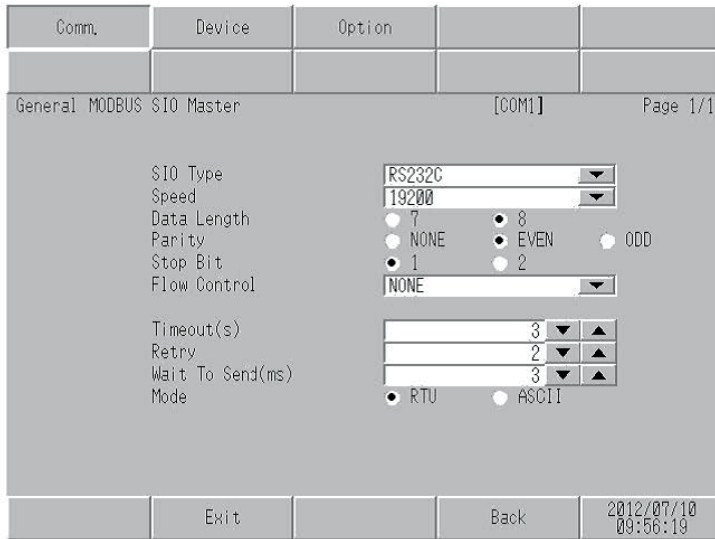 Comm. Device Option
General MODBUS SIO Master [COM1] Page 1/1
SIO Type RS232C
Speed 19200
Data Length 7 8
Parity NONE EVEN ODD
Stop Bit 1 2
Flow Control NONE
Timeout(s) 3
Retry 2
Wait To Send(ms) 3
Mode RTU ASCII
Exit Back 2012/07/10
09:56:19